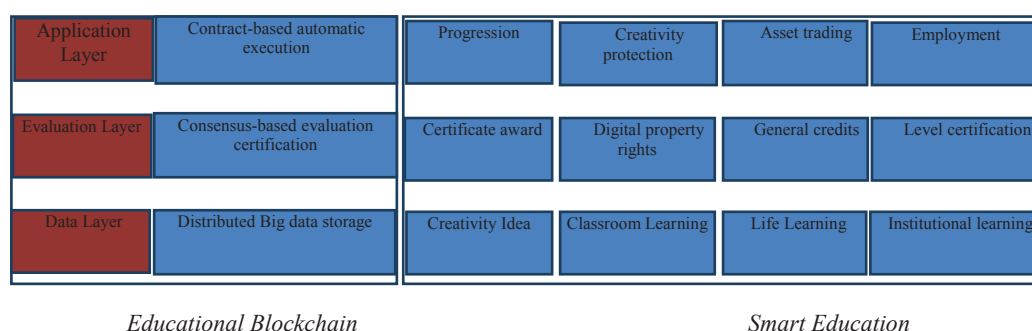 Application
Layer
Contract-based automatic
execution
Progression
Creativity
protection
Asset trading
Employment
Evaluation Layer
Consensus-based evaluation
certification
Certificate award
Digital property
rights
General credits
Level certification
Data Layer
Distributed Big data storage
Creativity Idea
Classroom Learning
Life Learning
Institutional learning
Educational Blockchain
Smart Education